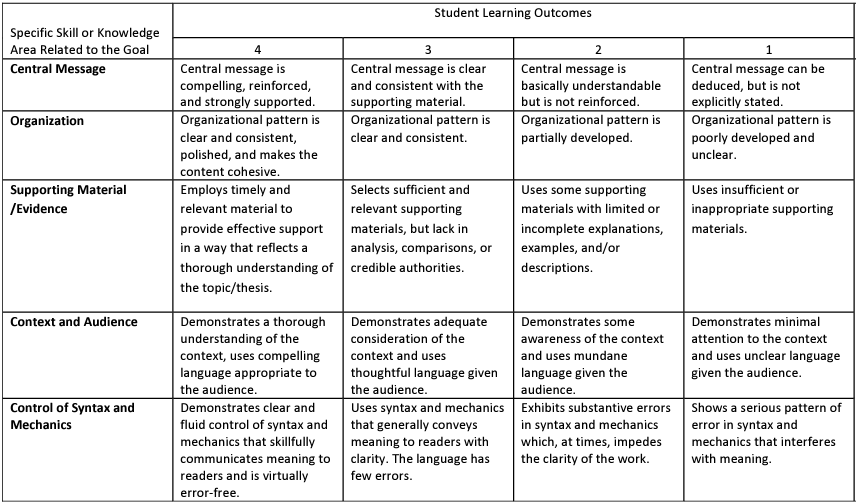 Specific Skill or Knowledge
Area Related to the Goal
Student Learning Outcomes
4
3
2
1
Central Message
Central message is
compelling, reinforced,
and strongly supported.
Central message is clear
and consistent with the
supporting material.
Central message is
basically understandable
but is not reinforced.
Central message can be
deduced, but is not
explicitly stated.
Organization
Organizational pattern is
clear and consistent,
polished, and makes the
content cohesive.
Organizational pattern is
clear and consistent.
Organizational pattern is
partially developed.
Organizational pattern is
poorly developed and
unclear.
Supporting Material
/Evidence
Employs timely and
relevant material to
provide effective support
in a way that reflects a
thorough understanding of
the topic/thesis.
Selects sufficient and
relevant supporting
materials, but lack in
analysis, comparisons, or
credible authorities.
Uses some supporting
materials with limited or
incomplete explanations,
examples, and/or
descriptions.
Uses insufficient or
inappropriate supporting
materials.
Context and Audience
Demonstrates a thorough
understanding of the
context, uses compelling
language appropriate to
the audience.
Demonstrates adequate
consideration of the
context and uses
thoughtful language given
the audience.
Demonstrates some
awareness of the context
and uses mundane
language given the
audience.
Demonstrates minimal
attention to the context
and uses unclear language
given the audience.
Control of Syntax and
Mechanics
Demonstrates clear and
fluid control of syntax and
mechanics that skillfully
communicates meaning to
readers and is virtually
error-free.
Uses syntax and mechanics
that generally conveys
meaning to readers with
clarity. The language has
few errors.
Exhibits substantive errors
in syntax and mechanics
which, at times, impedes
the clarity of the work.
Shows a serious pattern of
error in syntax and
mechanics that interferes
with meaning.